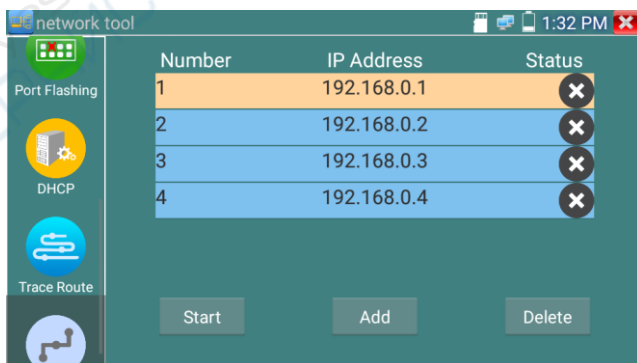 network tool
1:32 PM
Number IP Address Status
1 192.168.0.1
2 192.168.0.2
3 192.168.0.3
4 192.168.0.4
Port Flashing
DHCP
Trace Route
Start Add Delete